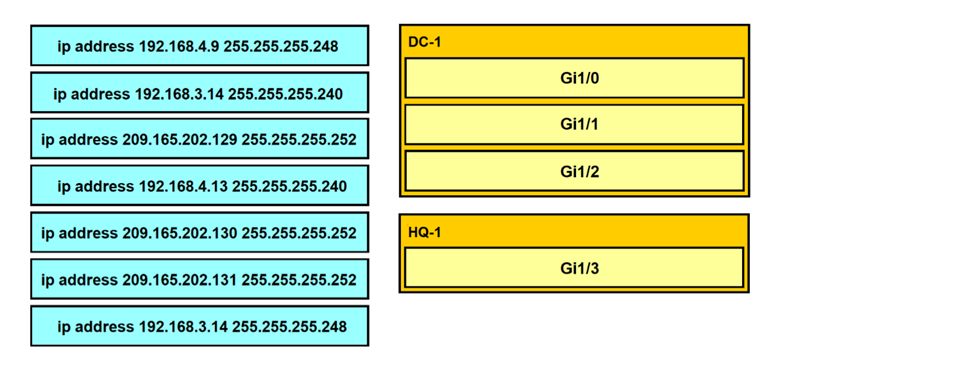 ip address 192.168.4.9 255.255.255.248
ip address 192.168.3.14 255.255.255.240
ip address 209.165.202.129 255.255.255.252
ip address 192.168.4.13 255.255.255.240
ip address 209.165.202.130 255.255.255.252
ip address 209.165.202.131 255.255.255.252
ip address 192.168.3.14 255.255.255.248
DC-1
Gi1/0
Gi1/1
Gi1/2
HQ-1
Gi1/3